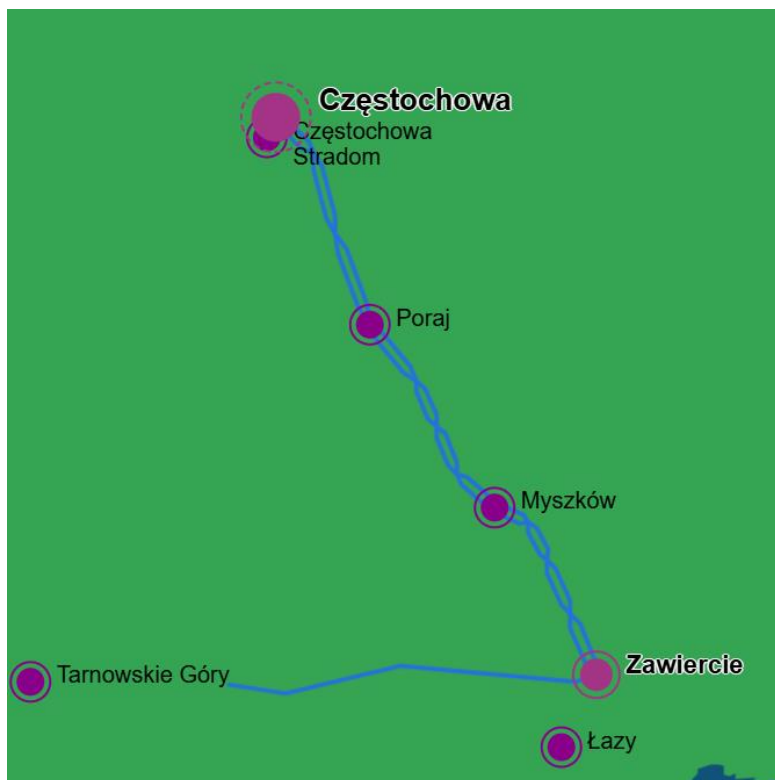 Częstochowa
Częstochowa
Stradom
Poraj
Myszków
Zawiercie
Tarnowskie Góry
Łazy